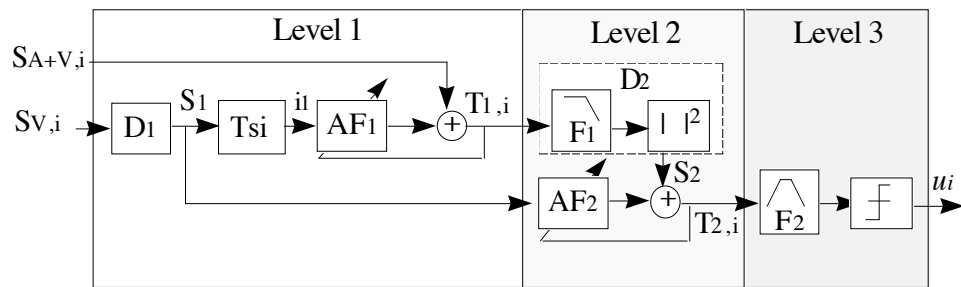 Level 1
Level 2
Level 3
SA+V,i
SV,i
D1
S1
Tsi
i1
AF1
+
T1,i
D2
F1
| |2
S2
AF2
+
T2,i
F2
ui